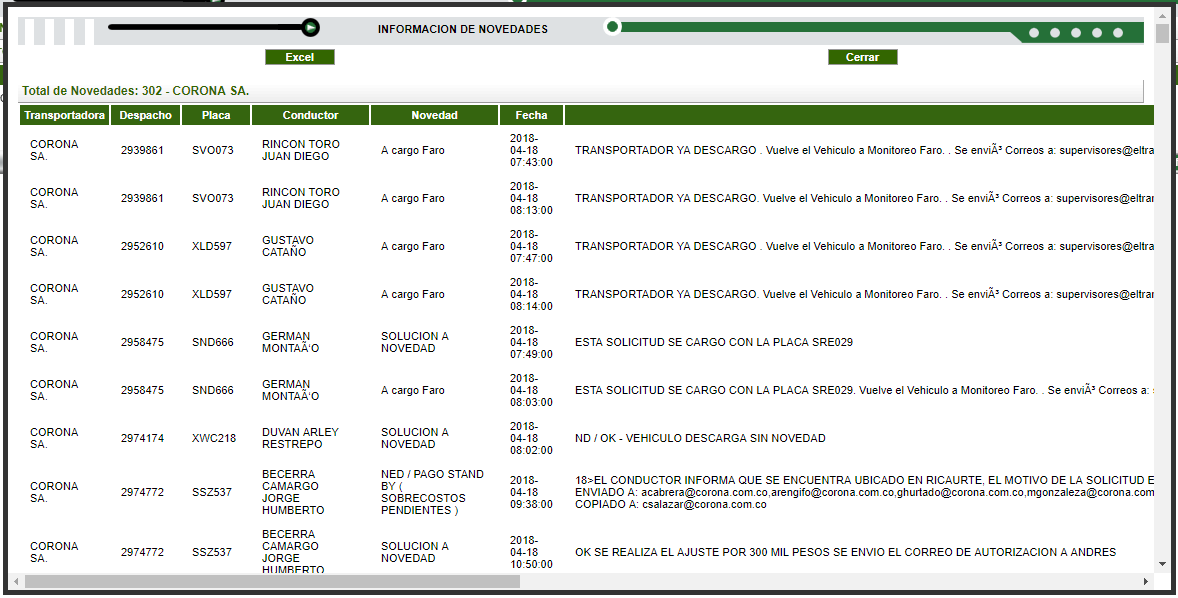 INFORMACION DE NOVEDADES
Excel
Cerrar
Total de Novedades: 302 - CORONA SA.
Transportadora Despacho Placa Conductor Novedad Fecha
CORONA SA. 2939861 SVO073 RINCON TORO JUAN DIEGO A cargo Faro 2018-04-18 07:43:00 TRANSPORTADOR YA DESCARGO . Vuelve el Vehiculo a Monitoreo Faro. . Se enviÃ³ Correos a: supervisores@eltrar
CORONA SA. 2939861 SVO073 RINCON TORO JUAN DIEGO A cargo Faro 2018-04-18 08:13:00 TRANSPORTADOR YA DESCARGO. Vuelve el Vehiculo a Monitoreo Faro. . Se enviÃ³ Correos a: supervisores@eltrar
CORONA SA. 2952610 XLD597 GUSTAVO CATAÑO A cargo Faro 2018-04-18 07:47:00 TRANSPORTADOR YA DESCARGO . Vuelve el Vehiculo a Monitoreo Faro. . Se enviÃ³ Correos a: supervisores@eltra
CORONA SA. 2952610 XLD597 GUSTAVO CATAÑO A cargo Faro 2018-04-18 08:14:00 TRANSPORTADOR YA DESCARGO. Vuelve el Vehiculo a Monitoreo Faro. . Se enviÃ³ Correos a: supervisores@eltrar
CORONA SA. 2958475 SND666 GERMAN MONTAÃ‘O SOLUCION A NOVEDAD 2018-04-18 07:49:00 ESTA SOLICITUD SE CARGO CON LA PLACA SRE029
CORONA SA. 2958475 SND666 GERMAN MONTAÃ‘O A cargo Faro 2018-04-18 08:03:00 ESTA SOLICITUD SE CARGO CON LA PLACA SRE029. Vuelve el Vehiculo a Monitoreo Faro. . Se enviÃ³ Correos a:
CORONA SA. 2974174 XWC218 DUVAN ARLEY RESTREPO SOLUCION A NOVEDAD 2018-04-18 08:02:00 ND / OK - VEHICULO DESCARGA SIN NOVEDAD
CORONA SA. 2974772 SSZ537 BECERRA CAMARGO JORGE HUMBERTO NED / PAGO STAND BY ( SOBRECOSTOS PENDIENTES ) 2018-04-18 09:38:00 18>EL CONDUCTOR INFORMA QUE SE ENCUENTRA UBICADO EN RICAURTE, EL MOTIVO DE LA SOLICITUD E
ENVIADO A: acabrera@corona.com.co,arengifo@corona.com.co,ghurtado@corona.com.co,mgonzaleza@corona.com
COPIADO A: csalazar@corona.com.co
CORONA SA. 2974772 SSZ537 BECERRA CAMARGO JORGE HUMBERTO SOLUCION A NOVEDAD 2018-04-18 10:50:00 OK SE REALIZA EL AJUSTE POR 300 MIL PESOS SE ENVIO EL CORREO DE AUTORIZACION A ANDRES